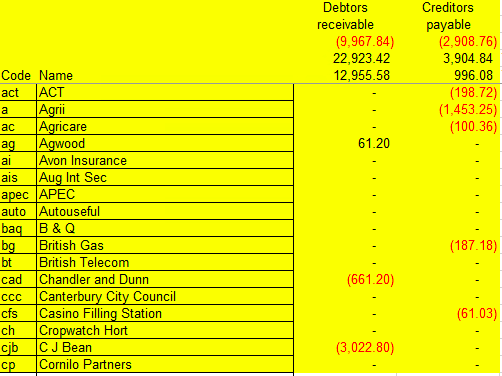 Debtors Creditors
receivable payable
(9,967.84) (2,908.76)
22,923.42 3,904.84
Code Name 12,955.58 996.08
act ACT - (198.72)
a Agrii - (1,453.25)
ac Agricare - (100.36)
ag Agwood 61.20 -
ai Avon Insurance - -
ais Aug Int Sec - -
apec APEC - -
auto Autouseful - -
baq B & Q - -
bg British Gas - (187.18)
bt British Telecom - -
cad Chandler and Dunn (661.20) -
ccc Canterbury City Council - -
cfs Casino Filling Station - (61.03)
ch Cropwatch Hort - -
cjb C J Bean (3,022.80) -
cp Cornilo Partners - -